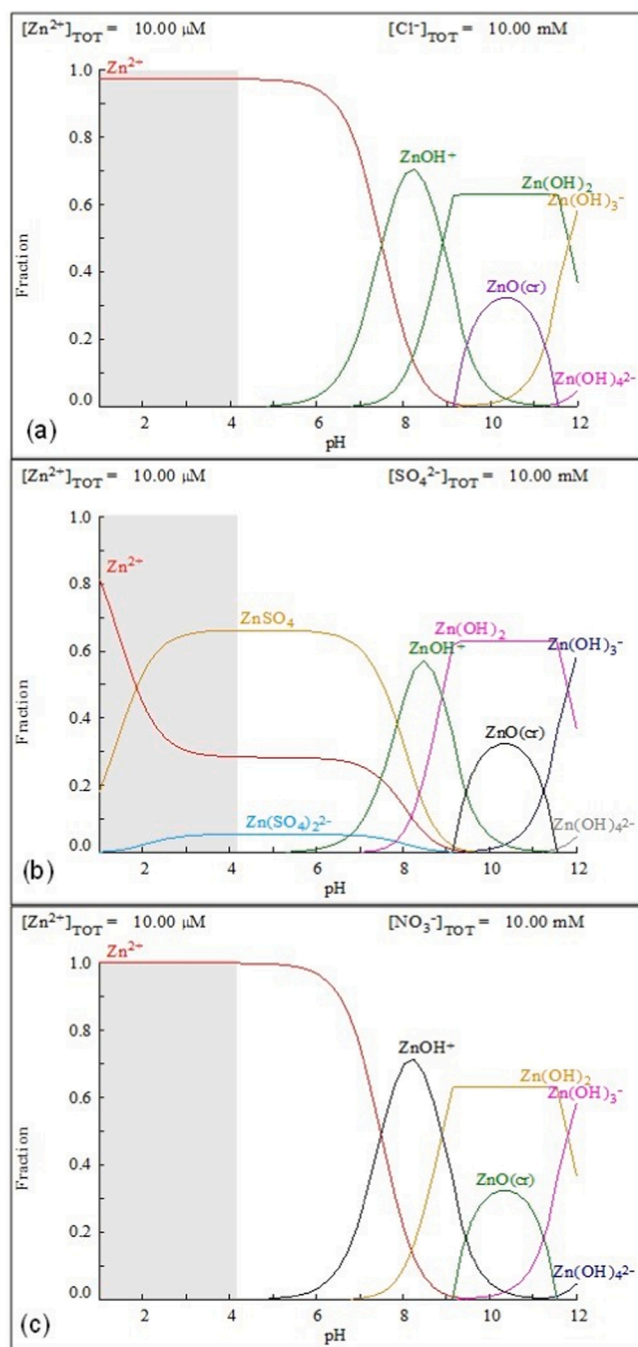 [Zn²⁺]TOT = 10.00 μM [Cl⁻]TOT = 10.00 mM
Zn²⁺
1.0
0.8
ZnOH⁺
Zn(OH)₂
Zn(OH)₃⁻
0.6
Fraction
0.4
ZnO(cr)
0.2
Zn(OH)₄²⁻
0.0
2 4 6 8 10 12
(a)
pH
[Zn²⁺]TOT = 10.00 μM [SO₄²⁻]TOT = 10.00 mM
1.0
Zn²⁺
0.8
ZnSO₄
ZnOH⁺
Zn(OH)₂
Zn(OH)₃⁻
0.6
Fraction
0.4
ZnO(cr)
0.2
Zn(SO₄)₂²⁻
Zn(OH)₄²⁻
0.0
2 4 6 8 10 12
(b)
pH
[Zn²⁺]TOT = 10.00 μM [NO₃⁻]TOT = 10.00 mM
Zn²⁺
1.0
0.8
ZnOH⁺
Zn(OH)₂
Zn(OH)₃⁻
0.6
Fraction
0.4
ZnO(cr)
0.2
Zn(OH)₄²⁻
0.0
2 4 6 8 10 12
(c)
pH